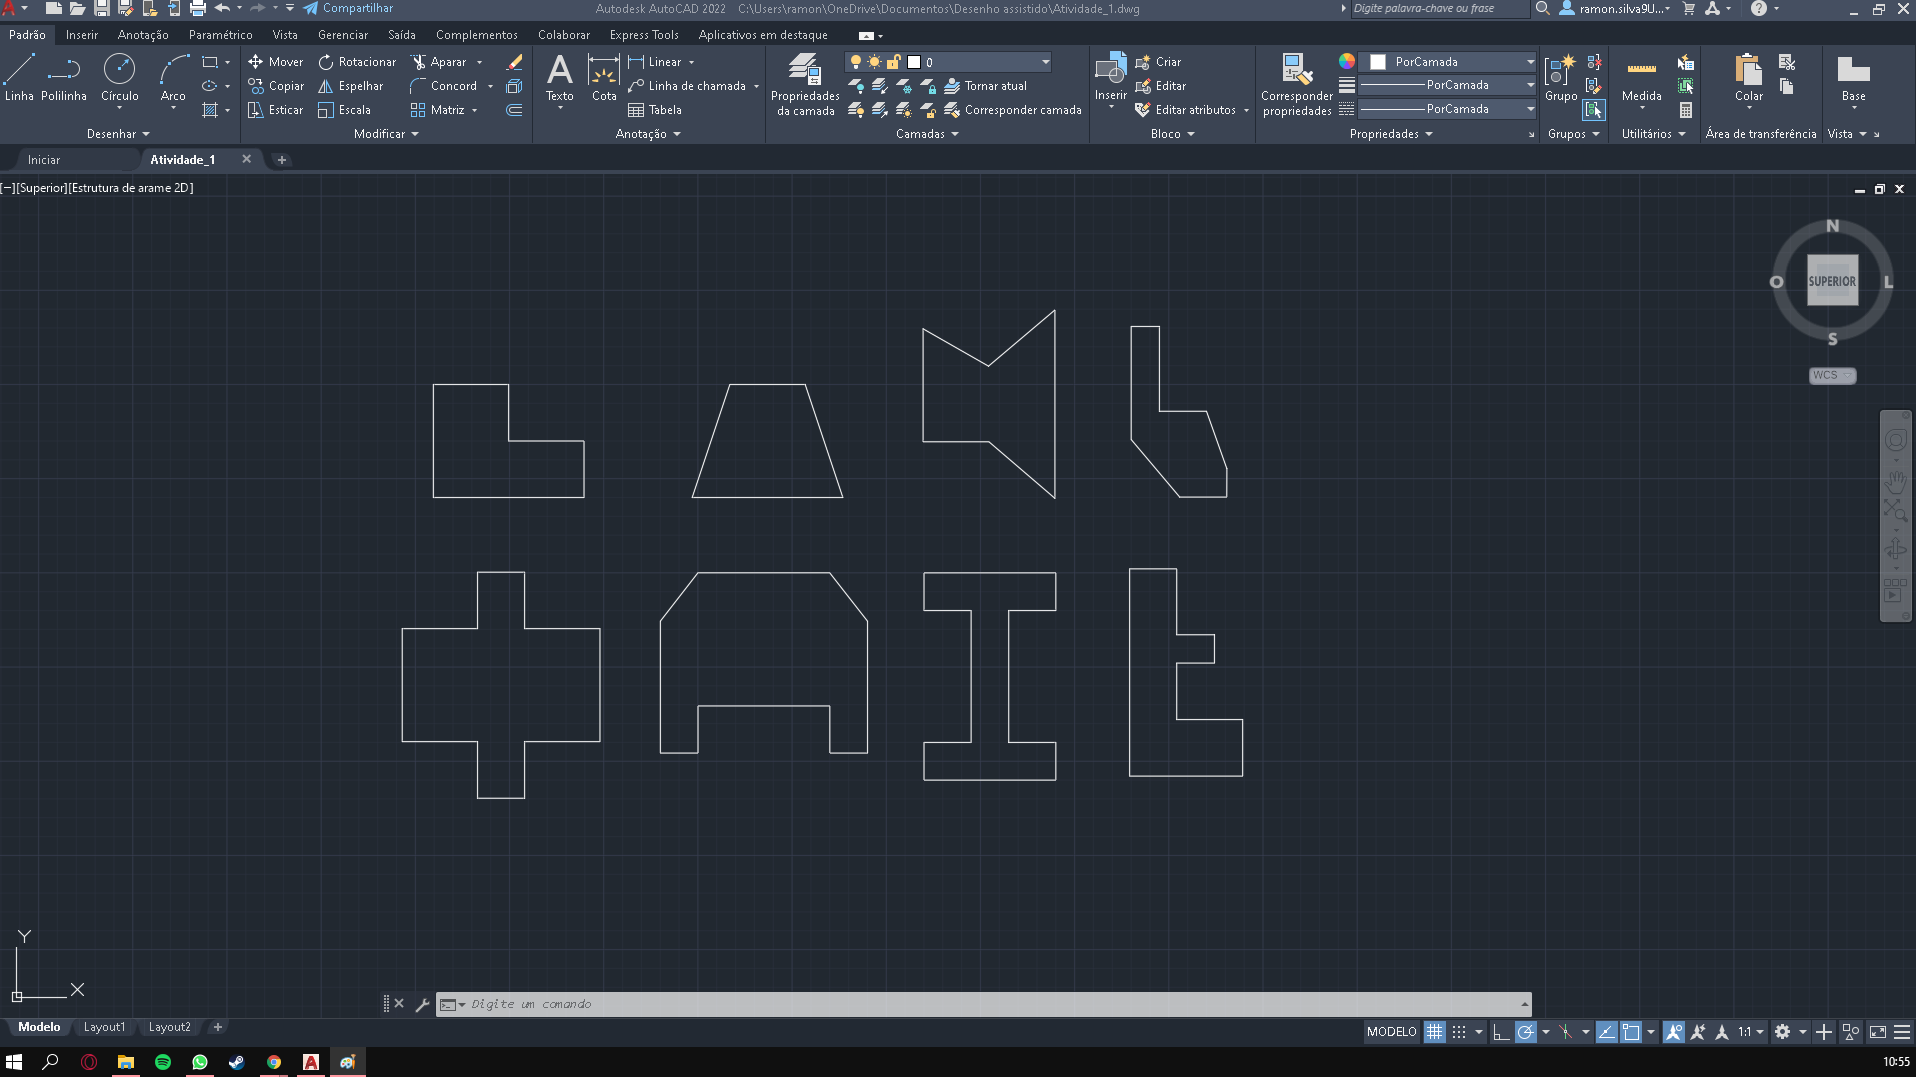 Compartilhar Autodesk AutoCAD 2022 C:\Users\ramon\OneDrive\Documentos\Desenho assistido\Atividade_1.dwg Digite palavra-chave ou frase ramon.silva9U...
Padrão Inserir Anotação Paramétrico Vista Gerenciar Saída Complementos Colaborar Express Tools Aplicativos em destaque
Mover Rotacionar Aparar Linear 0 Criar PorCamada
Copiar Espelhar Concord Linha de chamada Tornar atual Editar PorCamada
Linha Polilinha Círculo Arco Texto Cota Propriedades da camada Inserir Corresponder propriedades Grupo Medida Colar Base
Esticar Escala Matriz Tabela Corresponder camada Editar atributos PorCamada
Desenhar Modificar Anotação Camadas Bloco Propriedades Grupos Utilitários Área de transferência Vista
Iniciar Atividade_1
[−][Superior][Estrutura de arame 2D]
N
O SUPERIOR L
S
WCS
Y
X
Digite um comando
Modelo Layout1 Layout2 MODELO 1:1
10:55